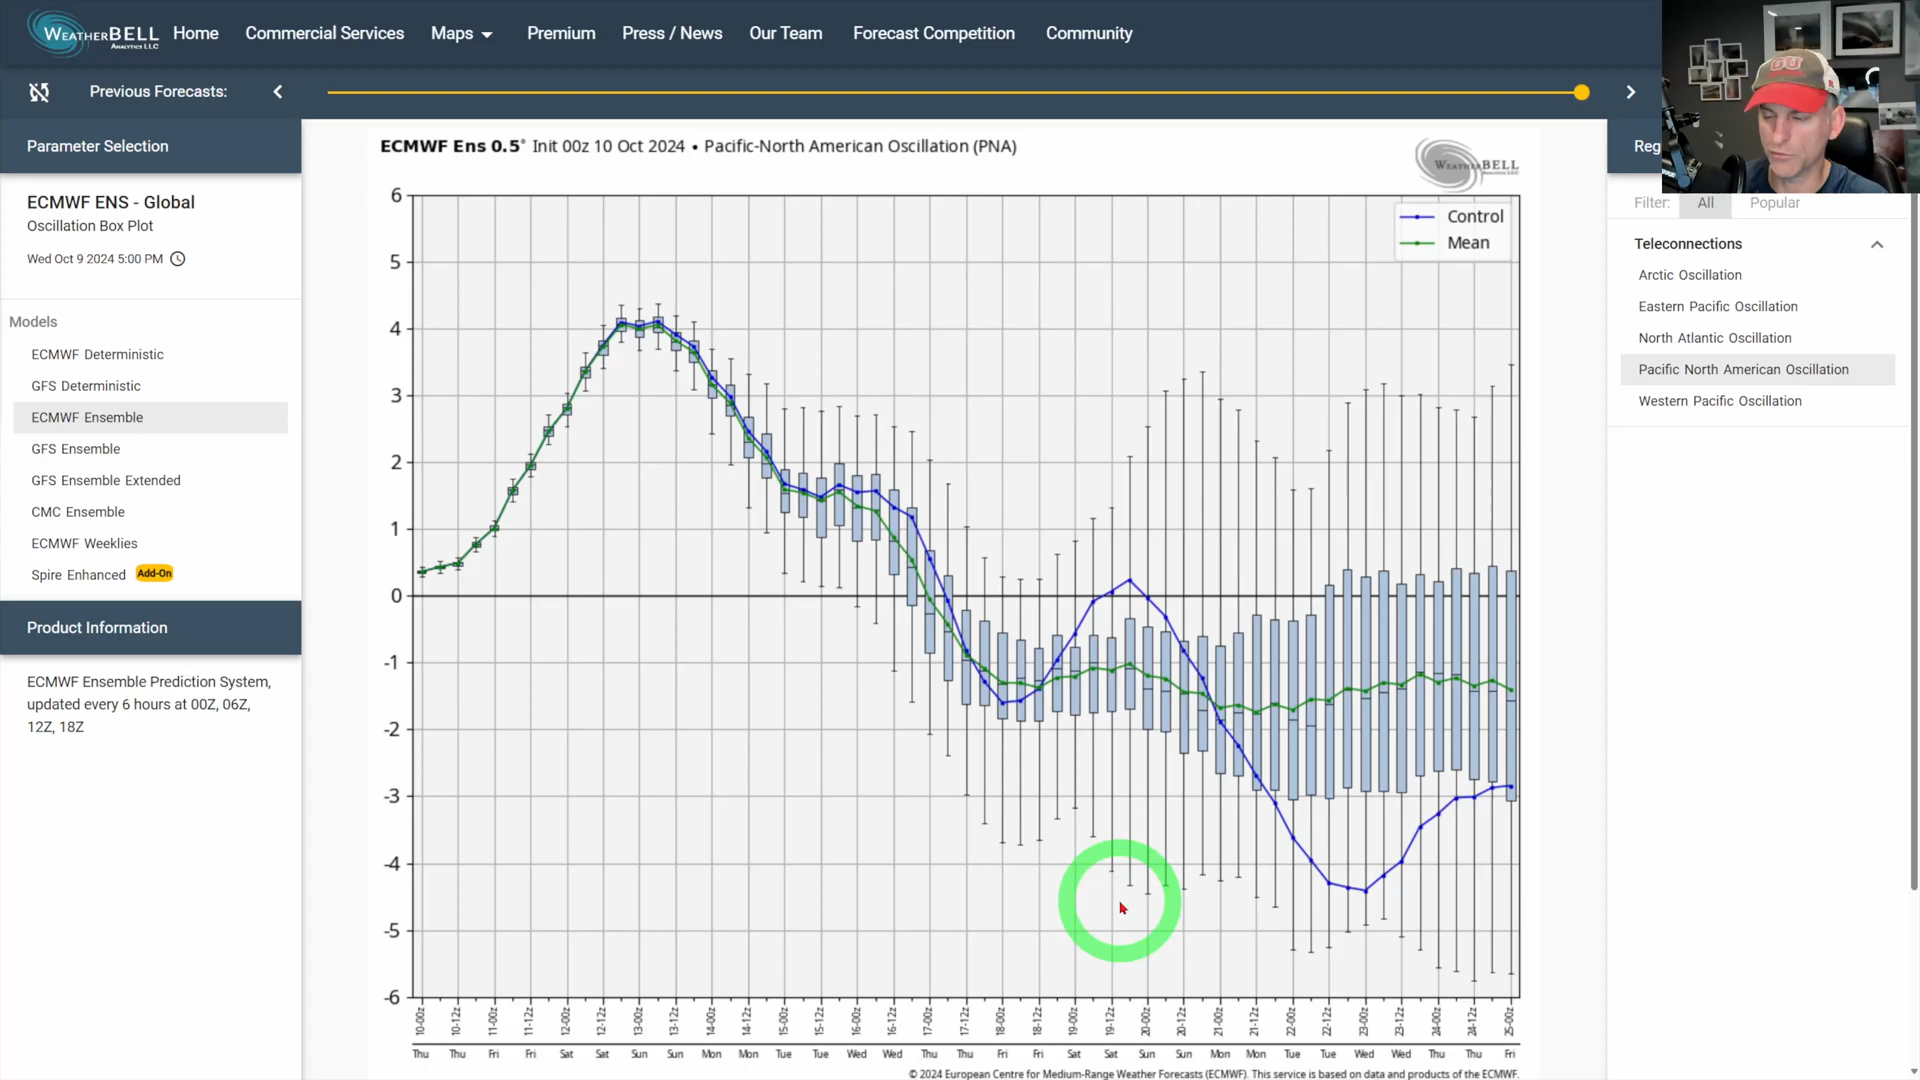 WEATHERBELL
ANALYTICS LLC
Home
Commercial Services
Maps
Premium
Press / News
Our Team
Forecast Competition
Community
Previous Forecasts:
Parameter Selection
ECMWF ENS - Global
Oscillation Box Plot
Wed Oct 9 2024 5:00 PM
Models
ECMWF Deterministic
GFS Deterministic
ECMWF Ensemble
GFS Ensemble
GFS Ensemble Extended
CMC Ensemble
ECMWF Weeklies
Spire Enhanced Add-On
Product Information
ECMWF Ensemble Prediction System,
updated every 6 hours at 00Z, 06Z,
12Z, 18Z
ECMWF Ens 0.5° Init 00z 10 Oct 2024 • Pacific-North American Oscillation (PNA)
WEATHERBELL
Control
Mean
6
5
4
3
2
1
0
-1
-2
-3
-4
-5
-6
10-00z 10-12z 11-00z 11-12z 12-00z 12-12z 13-00z 13-12z 14-00z 14-12z 15-00z 15-12z 16-00z 16-12z 17-00z 17-12z 18-00z 18-12z 19-00z 19-12z 20-00z 20-12z 21-00z 21-12z 22-00z 22-12z 23-00z 23-12z 24-00z 24-12z 25-00z
Thu Thu Fri Fri Sat Sat Sun Sun Mon Mon Tue Tue Wed Wed Thu Thu Fri Fri Sat Sat Sun Sun Mon Mon Tue Tue Wed Wed Thu Thu Fri
© 2024 European Centre for Medium-Range Weather Forecasts (ECMWF). This service is based on data and products of the ECMWF.
OU
Reg
Filter: All Popular
Teleconnections
Arctic Oscillation
Eastern Pacific Oscillation
North Atlantic Oscillation
Pacific North American Oscillation
Western Pacific Oscillation